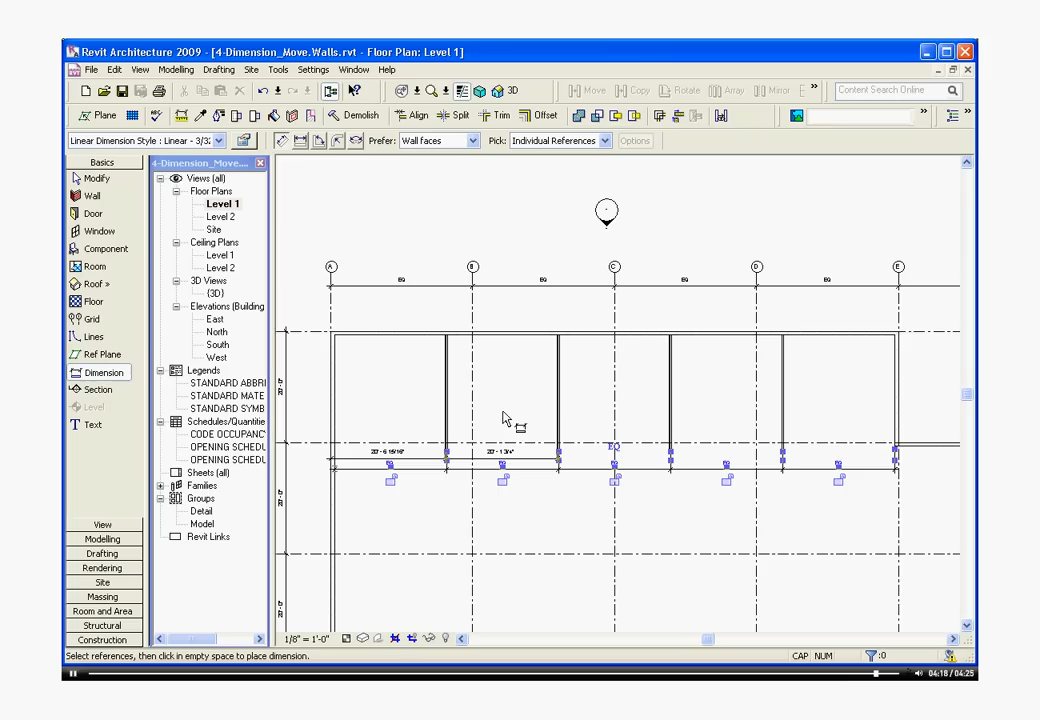 Revit Architecture 2009 - [4-Dimension_Move.Walls.rvt - Floor Plan: Level 1]
File Edit View Modelling Drafting Site Tools Settings Window Help
3D Move Copy Rotate Array Mirror Content Search Online
Plane Demolish Align Split Trim Offset
Linear Dimension Style : Linear - 3/32 Prefer: Wall faces Pick: Individual References Options
Basics
Modify
Wall
Door
Window
Component
Room
Roof »
Floor
Grid
Lines
Ref Plane
Dimension
Section
Level
Text
View
Modelling
Drafting
Rendering
Site
Massing
Room and Area
Structural
Construction
4-Dimension_Move....
Views (all)
Floor Plans
Level 1
Level 2
Site
Ceiling Plans
Level 1
Level 2
3D Views
{3D}
Elevations (Building
East
North
South
West
Legends
STANDARD ABBRI
STANDARD MATE
STANDARD SYMB
Schedules/Quantitie
CODE OCCUPANC
OPENING SCHEDU
OPENING SCHEDL
Sheets (all)
Families
Groups
Detail
Model
Revit Links
A B C D E
EQ EQ EQ EQ
EQ
1/8" = 1'-0"
Select references, then click in empty space to place dimension.
CAP NUM :0
04:18 / 04:25